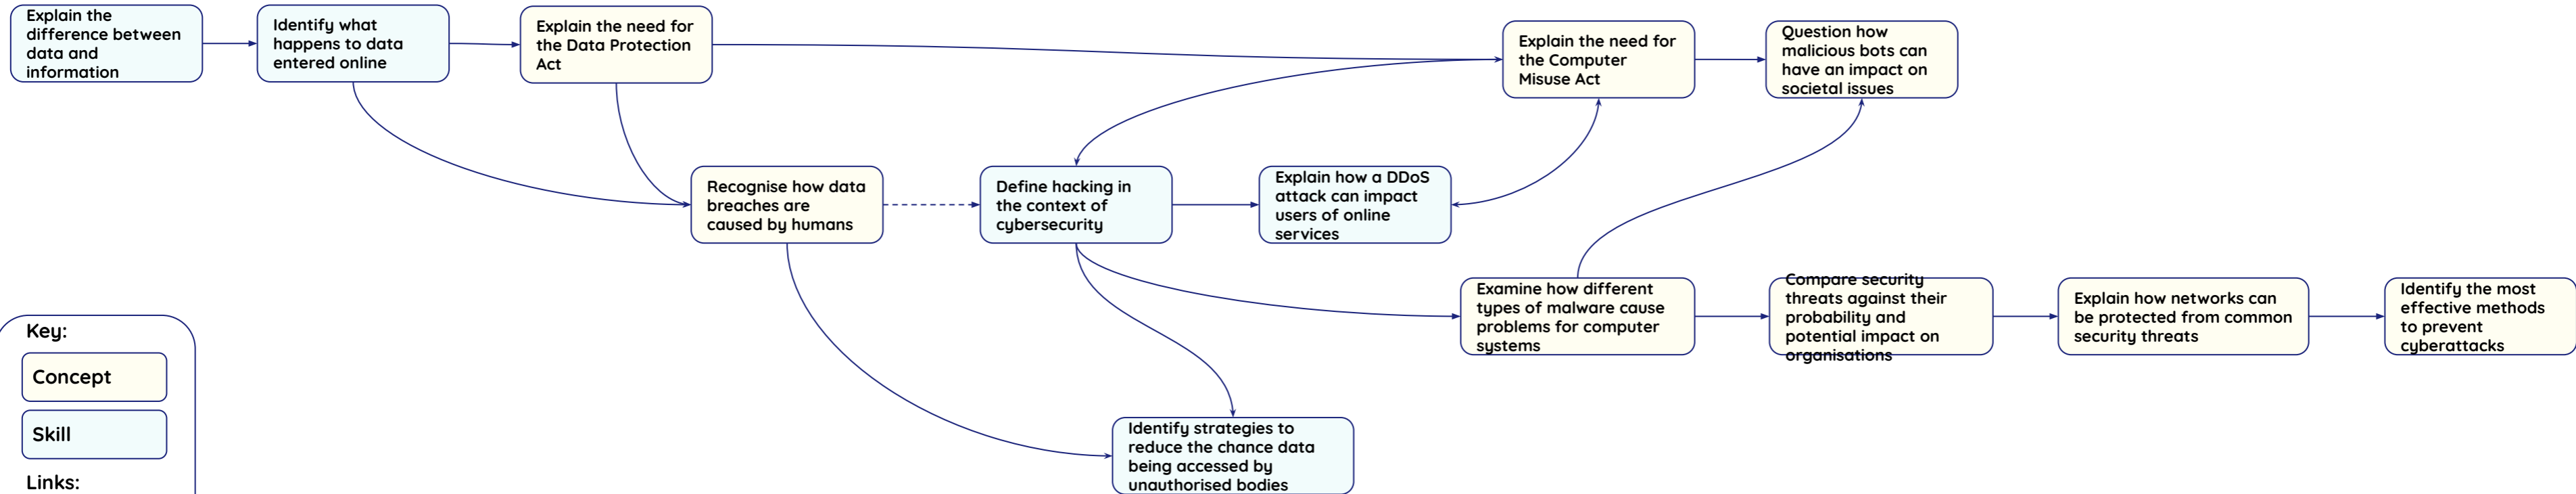 Explain the
difference between
data and
information
Identify what
happens to data
entered online
Explain the need for
the Data Protection
Act
Explain the need for
the Computer
Misuse Act
Question how
malicious bots can
have an impact on
societal issues
Recognise how data
breaches are
caused by humans
Define hacking in
the context of
cybersecurity
Explain how a DDoS
attack can impact
users of online
services
Examine how different
types of malware cause
problems for computer
systems
Compare security
threats against their
probability and
potential impact on
organisations
Explain how networks can
be protected from common
security threats
Identify the most
effective methods
to prevent
cyberattacks
Identify strategies to
reduce the chance data
being accessed by
unauthorised bodies
Key:
Concept
Skill
Links: